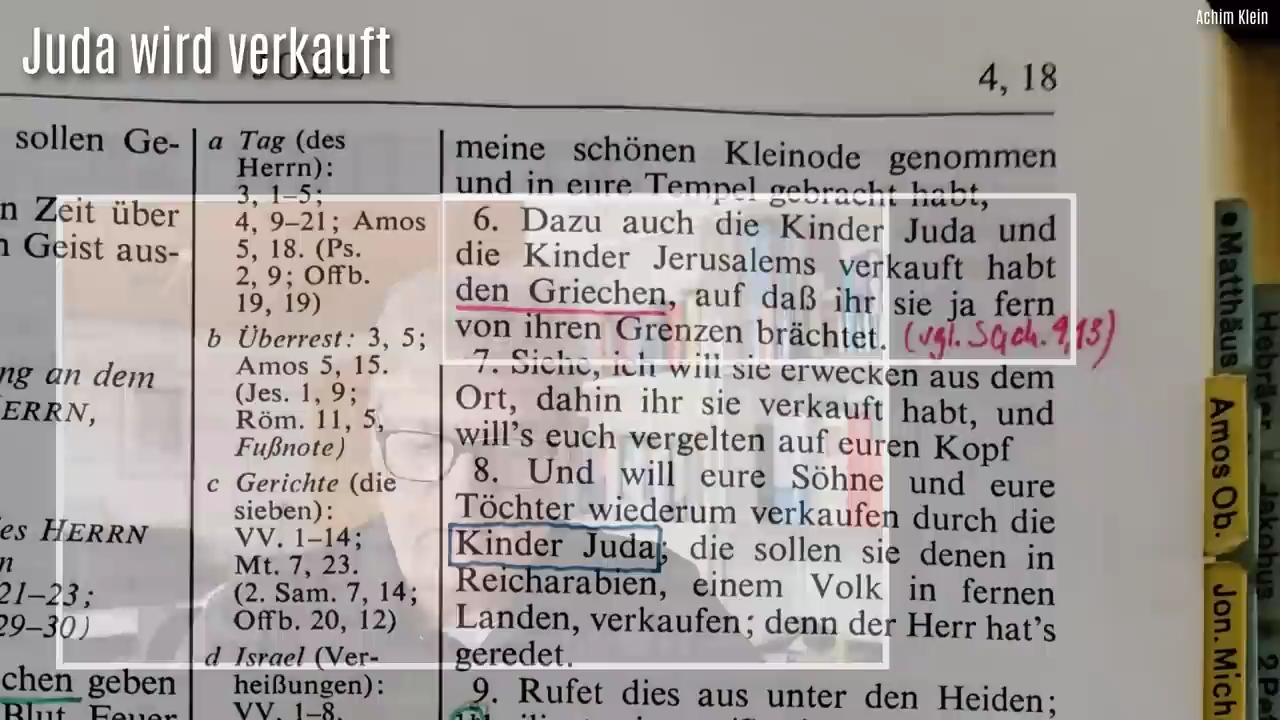 Juda wird verkauft
Achim Klein
JOEL
4, 18
sollen Ge-
n Zeit über
n Geist aus-
ng an dem
ERRN,
es HERRN
n
21–23;
29–30)
chen geben
Blut, Feuer
a Tag (des
Herrn):
3, 1–5;
4, 9–21; Amos
5, 18. (Ps.
2, 9; Offb.
19, 19)
b Überrest: 3, 5;
Amos 5, 15.
(Jes. 1, 9;
Röm. 11, 5,
Fußnote)
c Gerichte (die
sieben):
VV. 1–14;
Mt. 7, 23.
(2. Sam. 7, 14;
Offb. 20, 12)
d Israel (Ver-
heißungen):
VV. 1–8.
meine schönen Kleinode genommen
und in eure Tempel gebracht habt,
6. Dazu auch die Kinder Juda und
die Kinder Jerusalems verkauft habt
den Griechen, auf daß ihr sie ja fern
von ihren Grenzen brächtet. (vgl. Sach. 9,13)
7. Siehe, ich will sie erwecken aus dem
Ort, dahin ihr sie verkauft habt, und
will's euch vergelten auf euren Kopf
8. Und will eure Söhne und eure
Töchter wiederum verkaufen durch die
Kinder Juda; die sollen sie denen in
Reicharabien, einem Volk in fernen
Landen, verkaufen; denn der Herr hat's
geredet.
9. Rufet dies aus unter den Heiden;
Matthäus
Amos Ob.
Jon. Mich
Hebräer
Jakobus
2 Pe